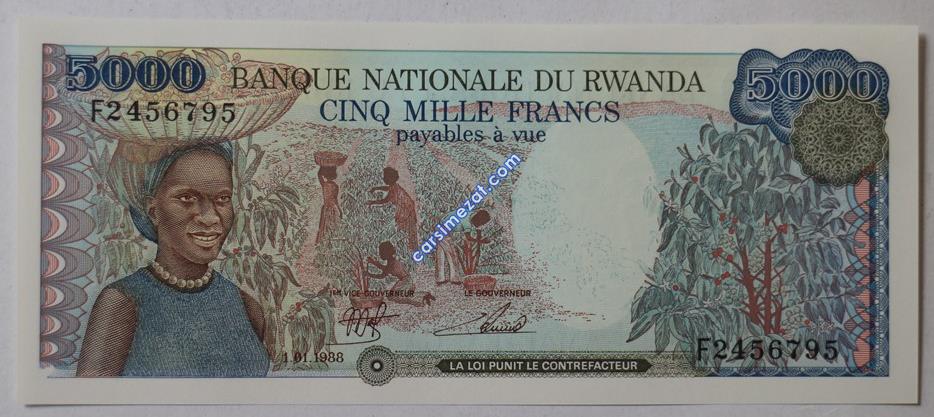 5000 BANQUE NATIONALE DU RWANDA 5000
F2456795 CINQ MILLE FRANCS
payables à vue
carsimezat.com
1ER VICE-GOUVERNEUR LE GOUVERNEUR
1.01.1988
F2456795
LA LOI PUNIT LE CONTREFACTEUR